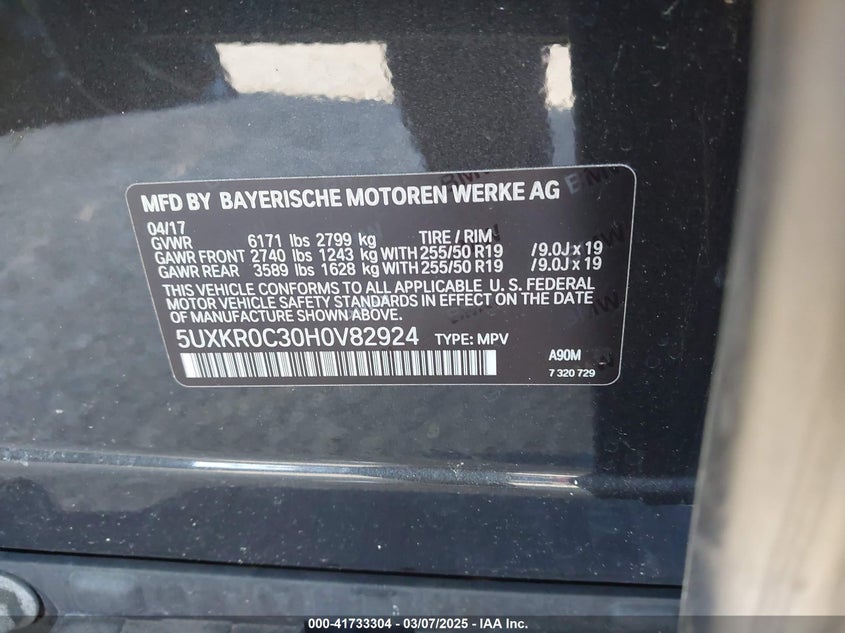 MFD BY BAYERISCHE MOTOREN WERKE AG
04/17
GVWR 6171 lbs 2799 kg TIRE / RIM
GAWR FRONT 2740 lbs 1243 kg WITH 255/50 R19 /9.0J x 19
GAWR REAR 3589 lbs 1628 kg WITH 255/50 R19 /9.0J x 19
THIS VEHICLE CONFORMS TO ALL APPLICABLE U. S. FEDERAL
MOTOR VEHICLE SAFETY STANDARDS IN EFFECT ON THE DATE
OF MANUFACTURE SHOWN ABOVE.
5UXKR0C30H0V82924 TYPE: MPV
A90M
7 320 729
000-41733304 - 03/07/2025 - IAA Inc.